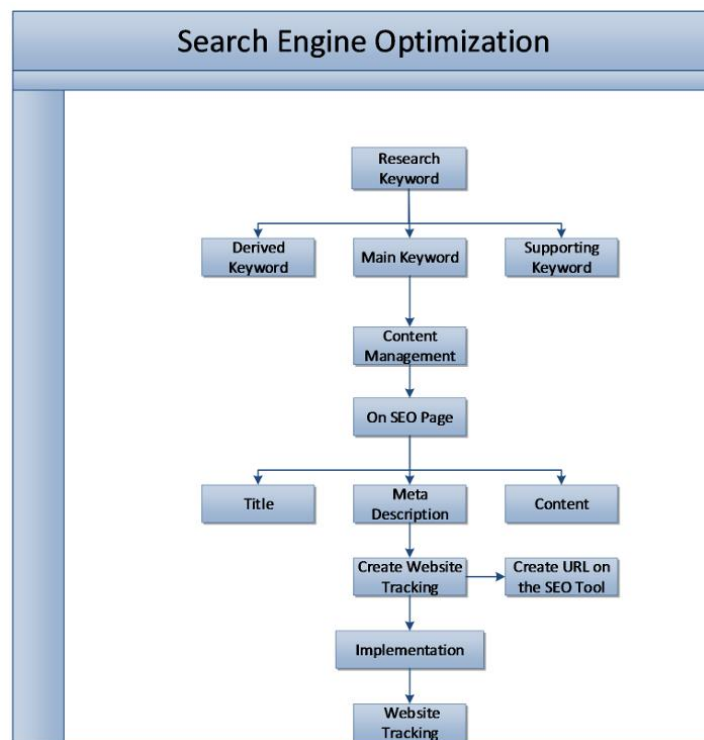 Search Engine Optimization
Research
Keyword
Derived
Keyword
Main Keyword
Supporting
Keyword
Content
Management
On SEO Page
Title
Meta
Description
Content
Create Website
Tracking
Create URL on
the SEO Tool
Implementation
Website
Tracking